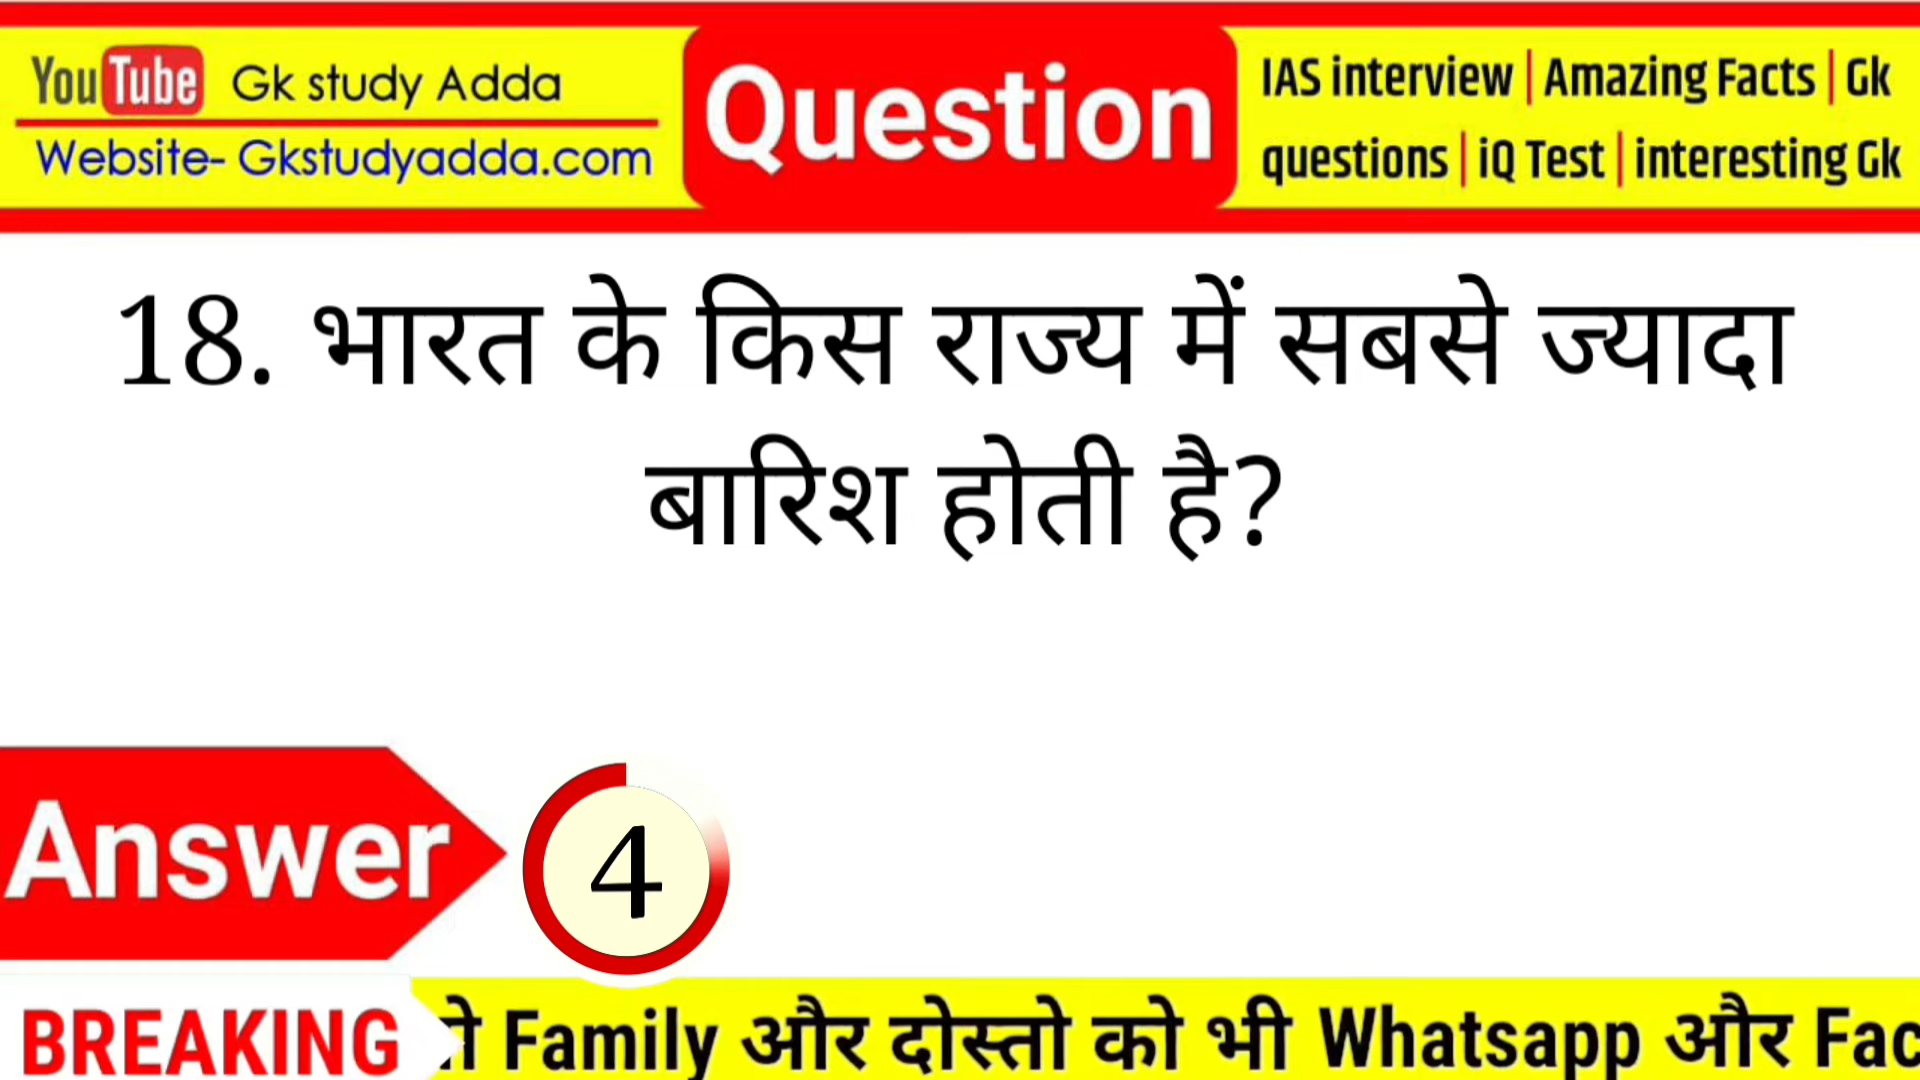 YouTube Gk study Adda
Website- Gkstudyadda.com
Question
IAS interview | Amazing Facts | Gk
questions | iQ Test | interesting Gk
18. भारत के किस राज्य में सबसे ज्यादा
बारिश होती है?
Answer
4
BREAKING
Family और दोस्तो को भी Whatsapp और